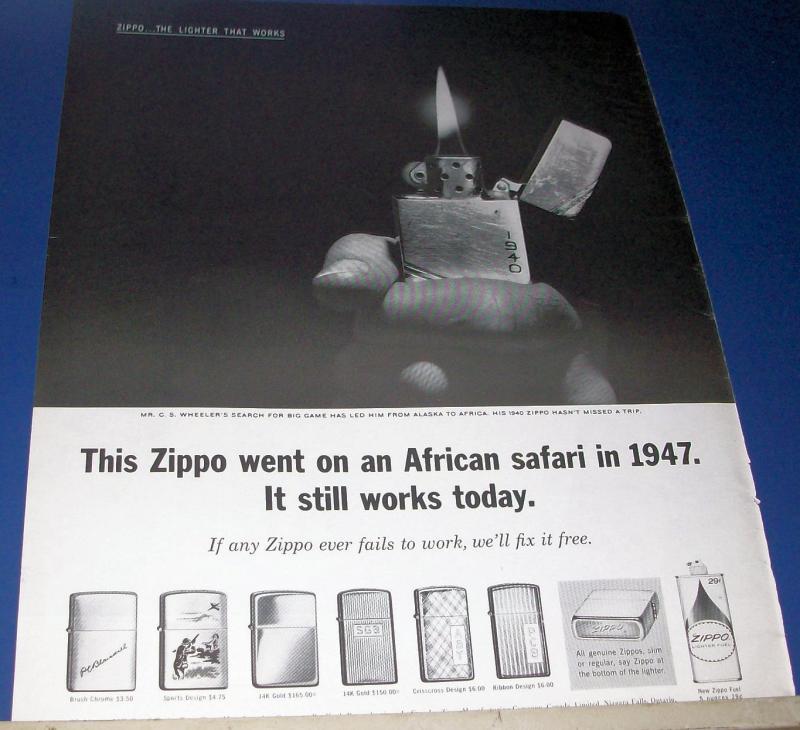 ZIPPO...THE LIGHTER THAT WORKS
1940
MR. C. S. WHEELER'S SEARCH FOR BIG GAME HAS LED HIM FROM ALASKA TO AFRICA. HIS 1940 ZIPPO HASN'T MISSED A TRIP.
This Zippo went on an African safari in 1947.
It still works today.
If any Zippo ever fails to work, we'll fix it free.
SGB
29¢
ZIPPO
LIGHTER FUEL
ZIPPO
All genuine Zippos, slim
or regular, say Zippo at
the bottom of the lighter.
Brush Chrome $3.50
Sports Design $4.75
14K Gold $165.00
14K Gold $150.00
Crisscross Design $6.00
Ribbon Design $6.00
New Zippo Fuel
Limited, Niagara Falls, Ontario